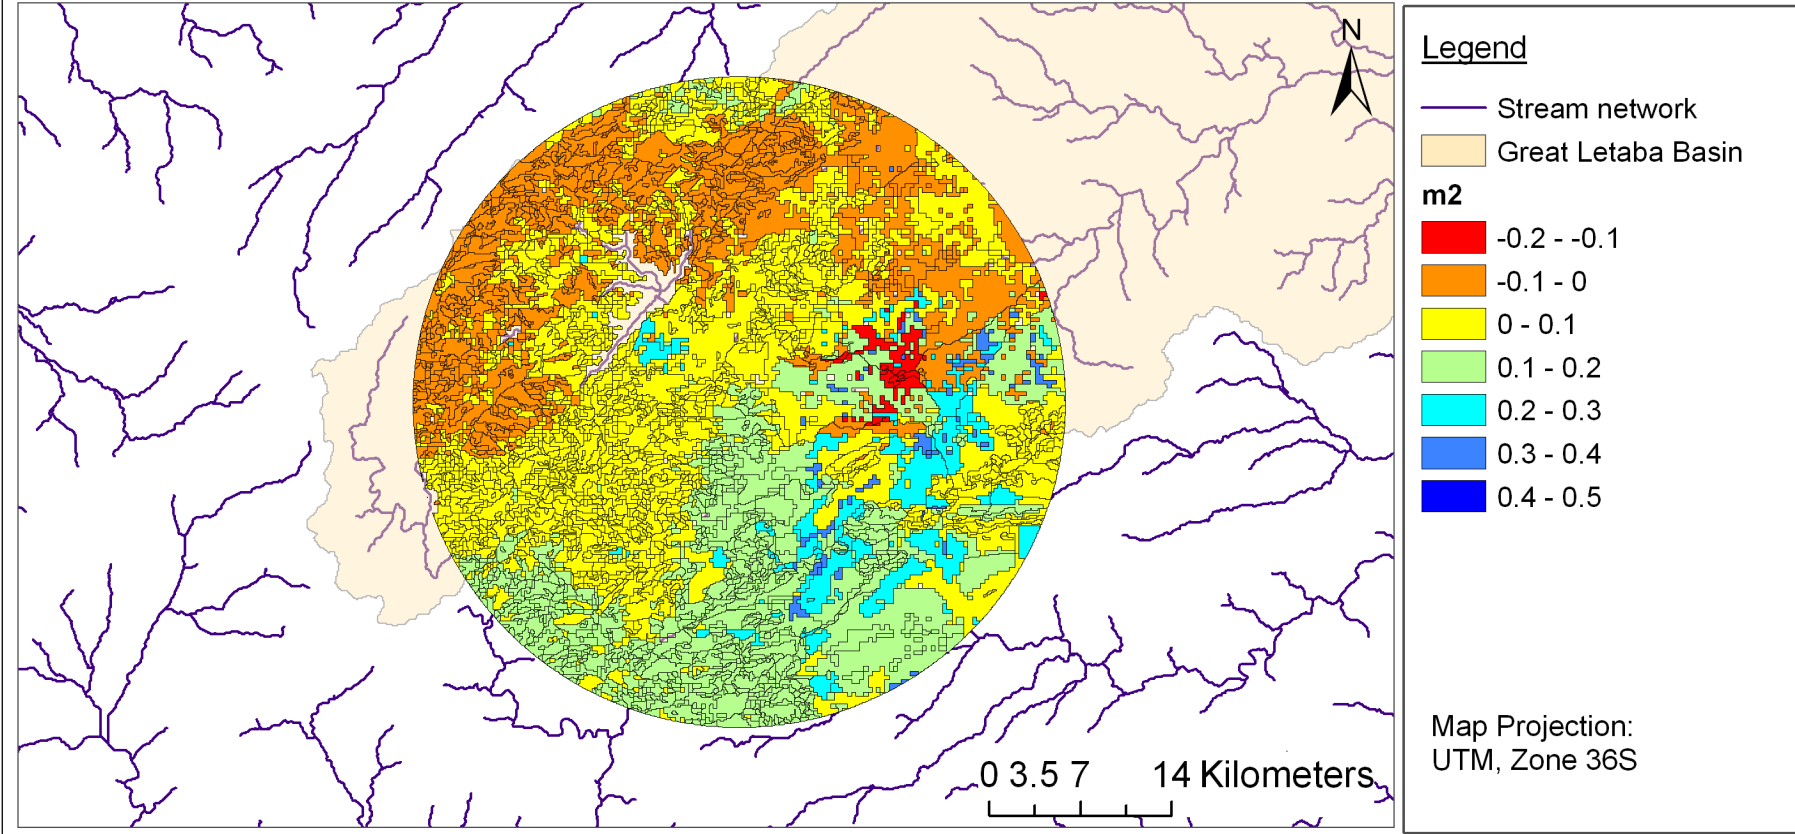 N
0 3.5 7 14 Kilometers
Legend
Stream network
Great Letaba Basin
m2
-0.2 - -0.1
-0.1 - 0
0 - 0.1
0.1 - 0.2
0.2 - 0.3
0.3 - 0.4
0.4 - 0.5
Map Projection:
UTM, Zone 36S